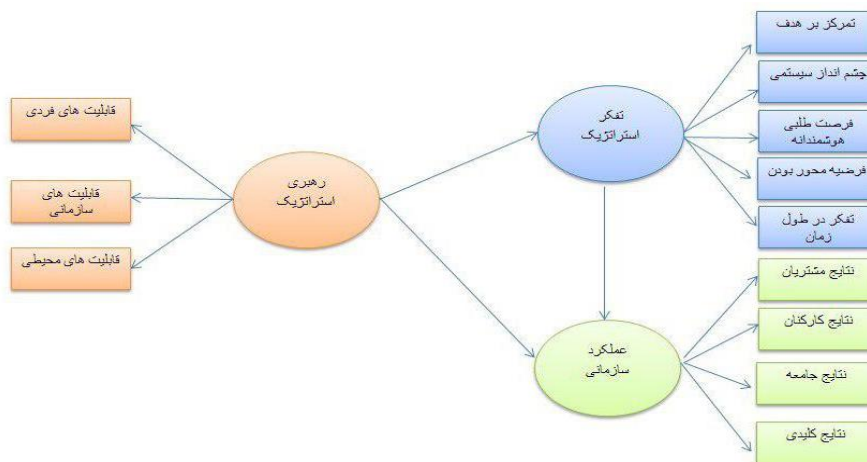 تمرکز بر هدف
چشم انداز سیستمی
فرصت طلبی
هوشمندانه
فرضیه محور بودن
تفکر در طول
زمان
تفکر
استراتژیک
رهبری
استراتژیک
قابلیت های فردی
قابلیت های
سازمانی
قابلیت های محیطی
عملکرد
سازمانی
نتایج مشتریان
نتایج کارکنان
نتایج جامعه
نتایج کلیدی